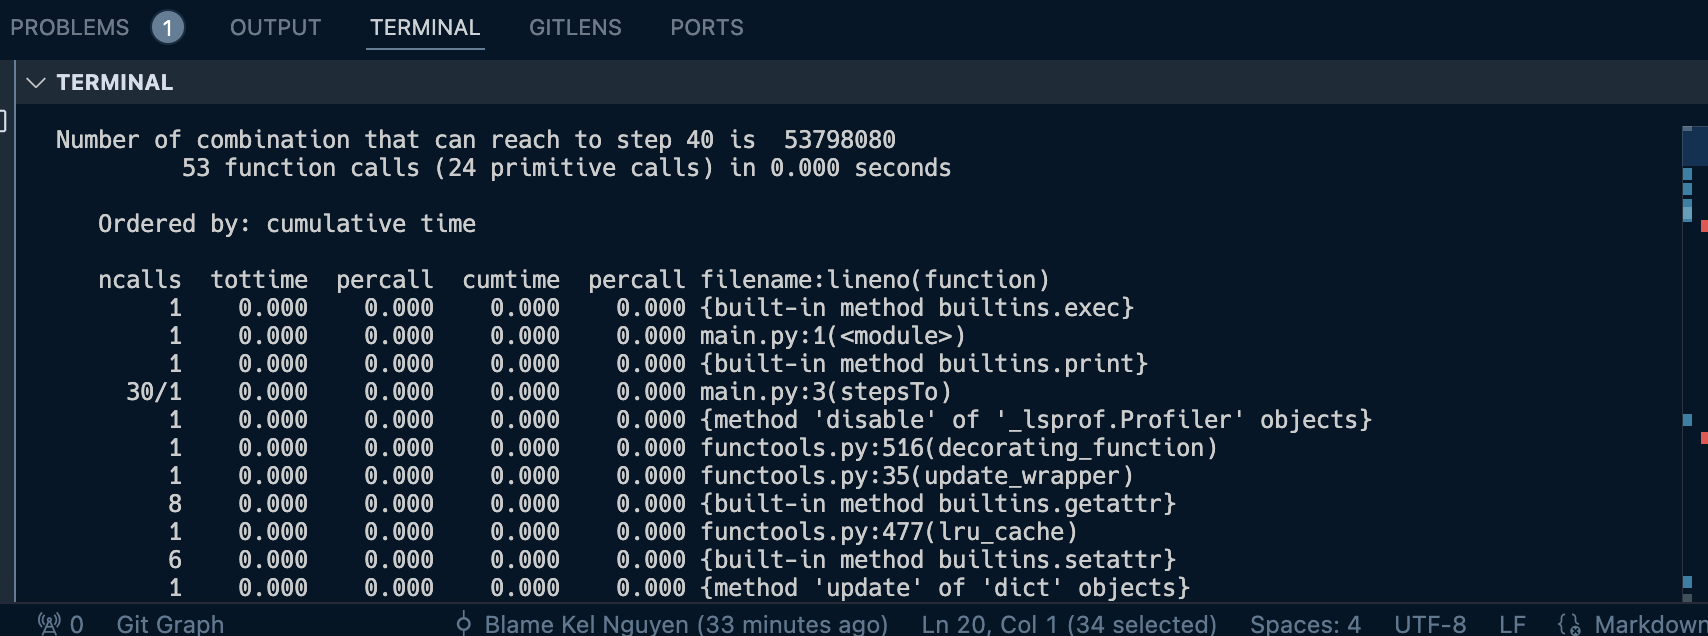 PROBLEMS 1 OUTPUT TERMINAL GITLENS PORTS
TERMINAL
Number of combination that can reach to step 40 is  53798080
53 function calls (24 primitive calls) in 0.000 seconds
Ordered by: cumulative time
ncalls  tottime  percall  cumtime  percall filename:lineno(function)
1    0.000    0.000    0.000    0.000 {built-in method builtins.exec}
1    0.000    0.000    0.000    0.000 main.py:1(<module>)
1    0.000    0.000    0.000    0.000 {built-in method builtins.print}
30/1    0.000    0.000    0.000    0.000 main.py:3(stepsTo)
1    0.000    0.000    0.000    0.000 {method 'disable' of '_lsprof.Profiler' objects}
1    0.000    0.000    0.000    0.000 functools.py:516(decorating_function)
1    0.000    0.000    0.000    0.000 functools.py:35(update_wrapper)
8    0.000    0.000    0.000    0.000 {built-in method builtins.getattr}
1    0.000    0.000    0.000    0.000 functools.py:477(lru_cache)
6    0.000    0.000    0.000    0.000 {built-in method builtins.setattr}
1    0.000    0.000    0.000    0.000 {method 'update' of 'dict' objects}
0 Git Graph Blame Kel Nguyen (33 minutes ago) Ln 20, Col 1 (34 selected) Spaces: 4 UTF-8 LF Markdown